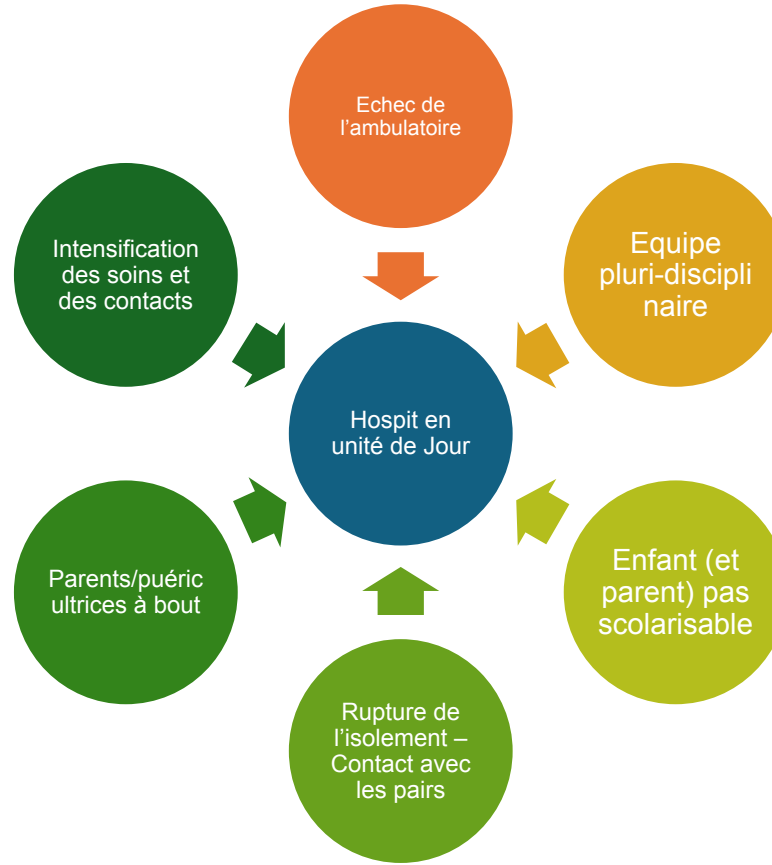 Echec de
l’ambulatoire
Equipe
pluri-discipli
naire
Enfant (et
parent) pas
scolarisable
Rupture de
l’isolement –
Contact avec
les pairs
Parents/puéric
ultrices à bout
Intensification
des soins et
des contacts
Hospit en
unité de Jour